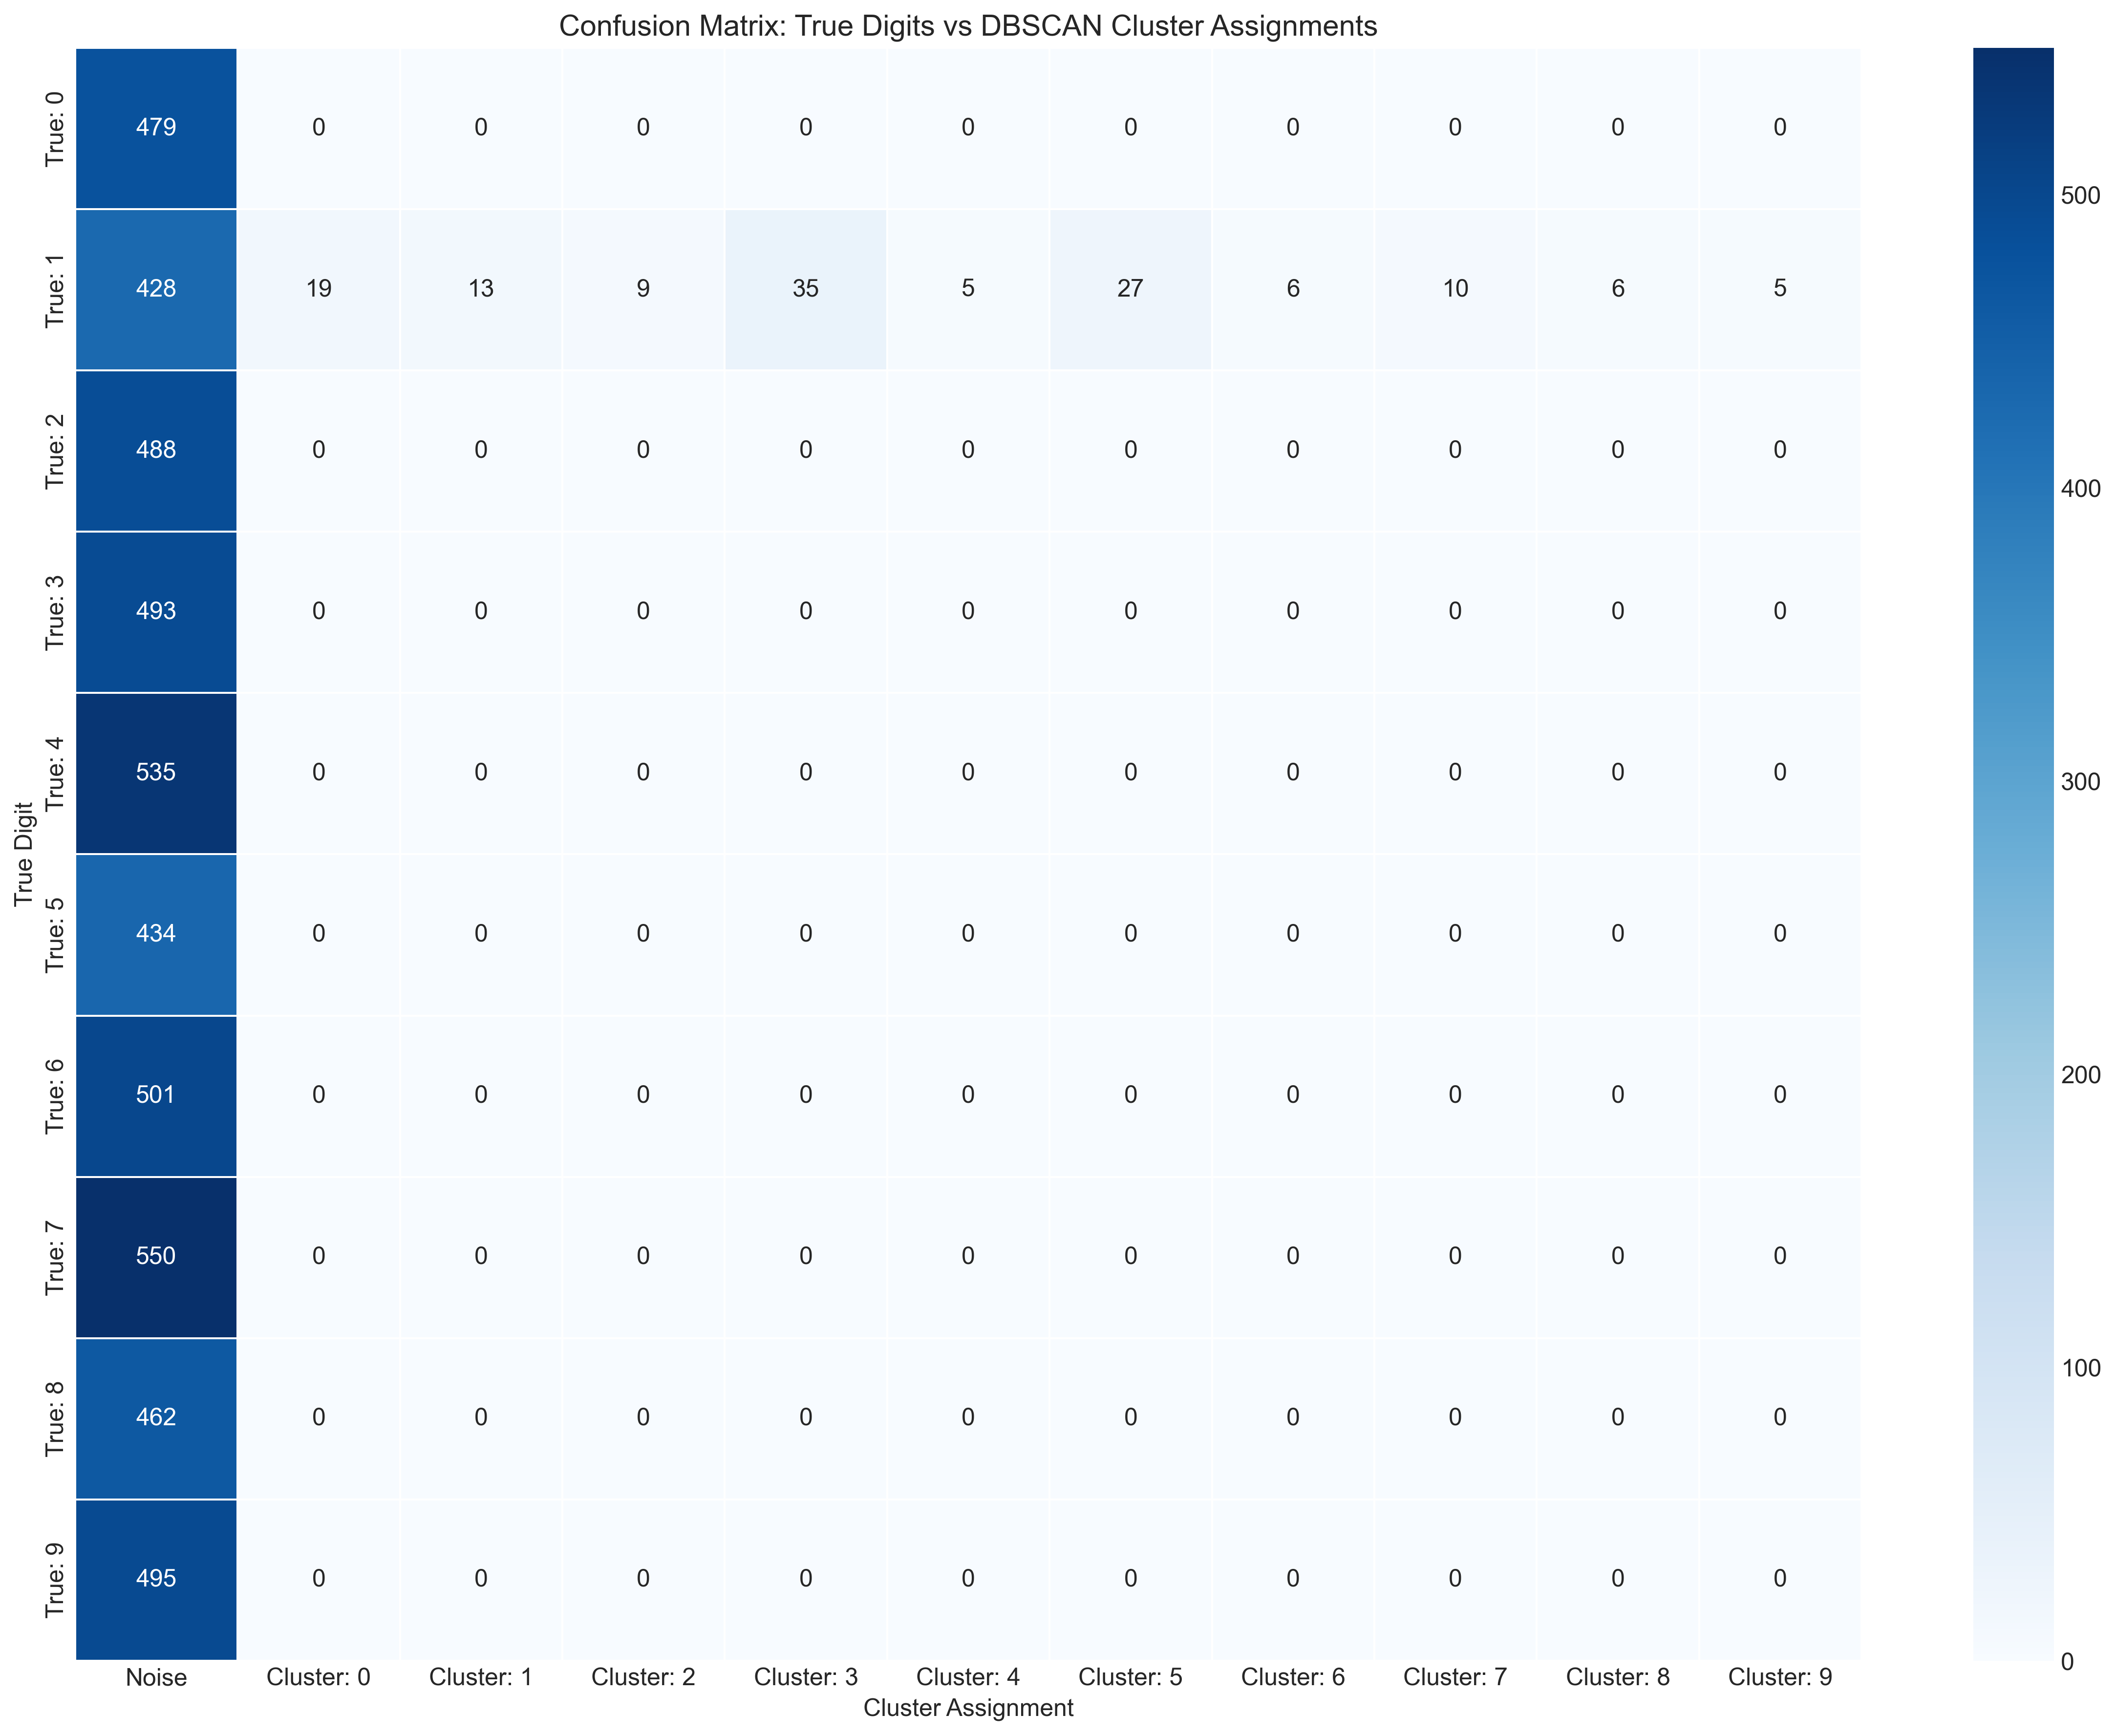 Confusion Matrix: True Digits vs DBSCAN Cluster Assignments
True Digit
True: 0 479 0 0 0 0 0 0 0 0 0 0
True: 1 428 19 13 9 35 5 27 6 10 6 5
True: 2 488 0 0 0 0 0 0 0 0 0 0
True: 3 493 0 0 0 0 0 0 0 0 0 0
True: 4 535 0 0 0 0 0 0 0 0 0 0
True: 5 434 0 0 0 0 0 0 0 0 0 0
True: 6 501 0 0 0 0 0 0 0 0 0 0
True: 7 550 0 0 0 0 0 0 0 0 0 0
True: 8 462 0 0 0 0 0 0 0 0 0 0
True: 9 495 0 0 0 0 0 0 0 0 0 0
Noise Cluster: 0 Cluster: 1 Cluster: 2 Cluster: 3 Cluster: 4 Cluster: 5 Cluster: 6 Cluster: 7 Cluster: 8 Cluster: 9
Cluster Assignment
500
400
300
200
100
0